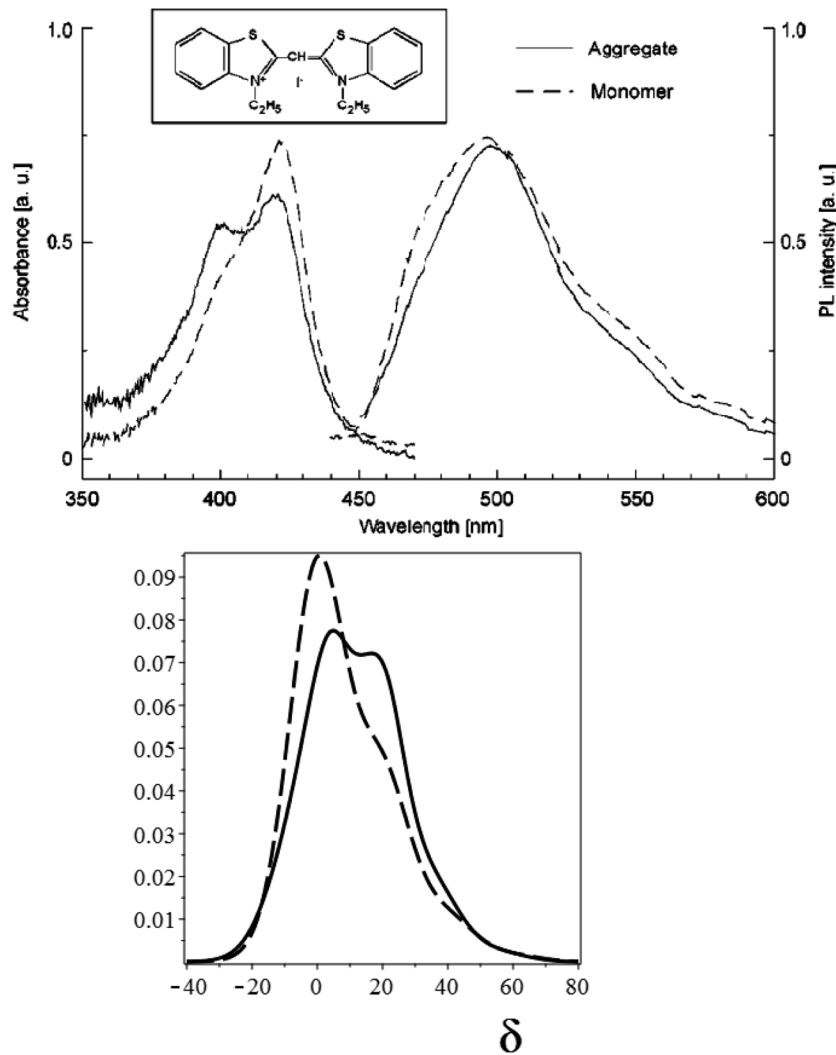 1.0
1.0
S
S
CH
N⁺
I⁻
N
C₂H₅
C₂H₅
Aggregate
Monomer
Absorbance [a. u.]
PL intensity [a. u.]
0.5
0.5
0
0
350 400 450 500 550 600
Wavelength [nm]
0.09
0.08
0.07
0.06
0.05
0.04
0.03
0.02
0.01
−40 −20 0 20 40 60 80
δ